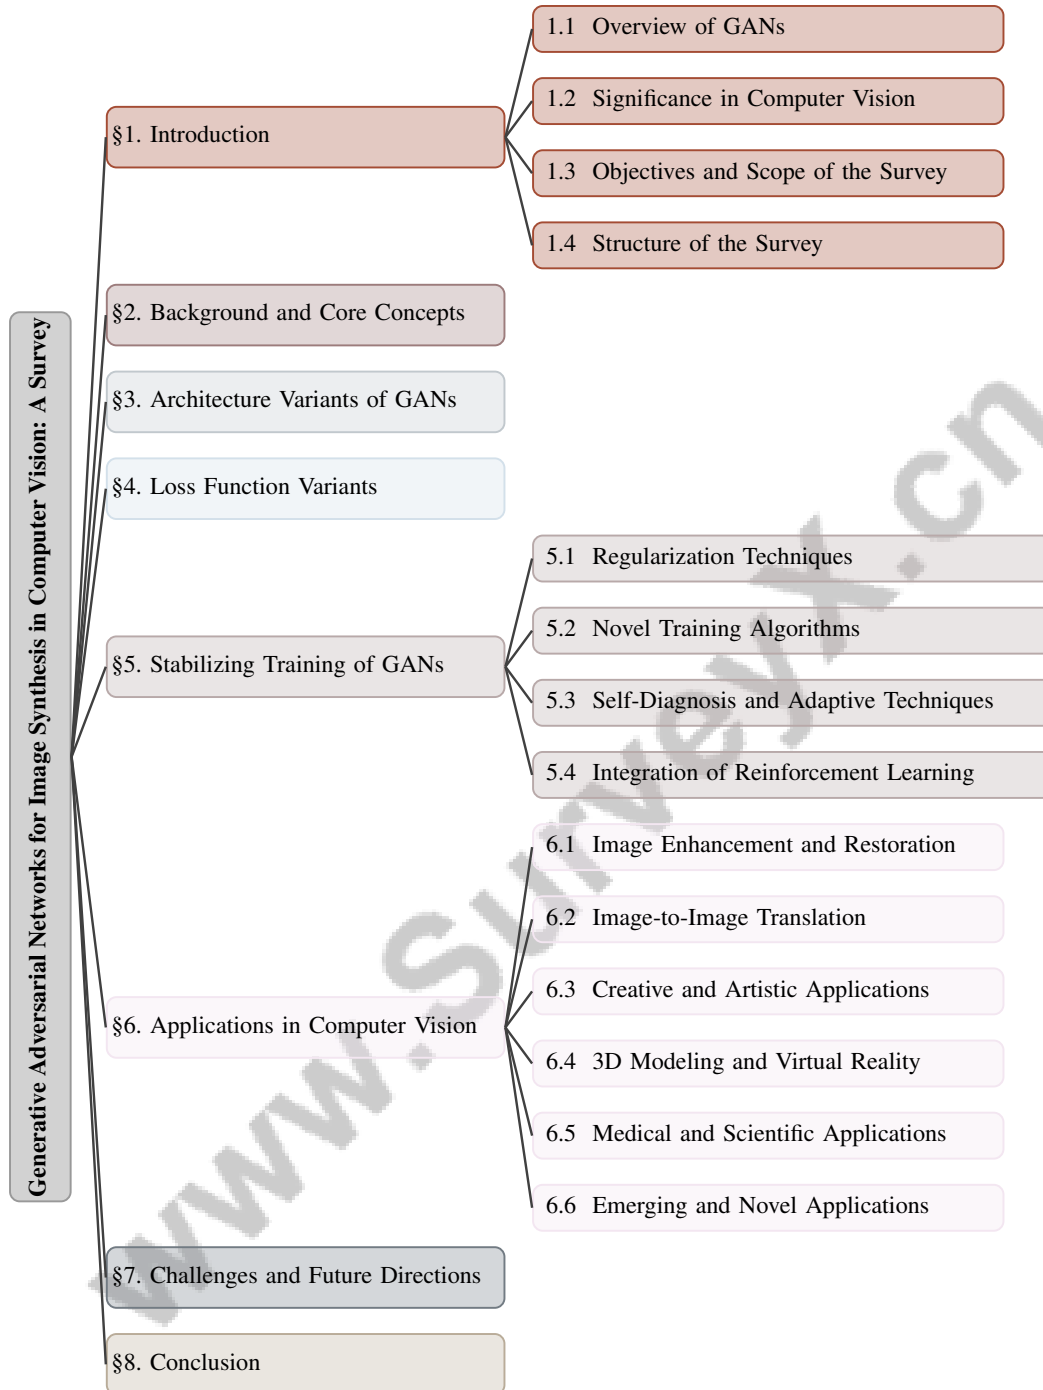 Generative Adversarial Networks for Image Synthesis in Computer Vision: A Survey
§1. Introduction
1.1 Overview of GANs
1.2 Significance in Computer Vision
1.3 Objectives and Scope of the Survey
1.4 Structure of the Survey
§2. Background and Core Concepts
§3. Architecture Variants of GANs
§4. Loss Function Variants
§5. Stabilizing Training of GANs
5.1 Regularization Techniques
5.2 Novel Training Algorithms
5.3 Self-Diagnosis and Adaptive Techniques
5.4 Integration of Reinforcement Learning
§6. Applications in Computer Vision
6.1 Image Enhancement and Restoration
6.2 Image-to-Image Translation
6.3 Creative and Artistic Applications
6.4 3D Modeling and Virtual Reality
6.5 Medical and Scientific Applications
6.6 Emerging and Novel Applications
§7. Challenges and Future Directions
§8. Conclusion
www.SurveyX.cn